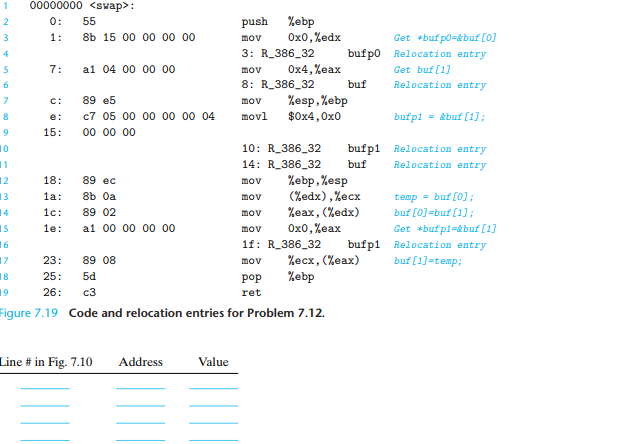 1 00000000 <swap>:
2 0: 55 push %ebp
3 1: 8b 15 00 00 00 00 mov 0x0,%edx Get *bufp0=&buf[0]
4 3: R_386_32 bufp0 Relocation entry
5 7: a1 04 00 00 00 mov 0x4,%eax Get buf[1]
6 8: R_386_32 buf Relocation entry
7 c: 89 e5 mov %esp,%ebp
8 e: c7 05 00 00 00 00 04 movl $0x4,0x0 bufp1 = &buf[1];
9 15: 00 00 00
10 10: R_386_32 bufp1 Relocation entry
11 14: R_386_32 buf Relocation entry
12 18: 89 ec mov %ebp,%esp
13 1a: 8b 0a mov (%edx),%ecx temp = buf[0];
14 1c: 89 02 mov %eax,(%edx) buf[0]=buf[1];
15 1e: a1 00 00 00 00 mov 0x0,%eax Get *bufp1=&buf[1]
16 1f: R_386_32 bufp1 Relocation entry
17 23: 89 08 mov %ecx,(%eax) buf[1]=temp;
18 25: 5d pop %ebp
19 26: c3 ret
Figure 7.19 Code and relocation entries for Problem 7.12.
Line # in Fig. 7.10 Address Value